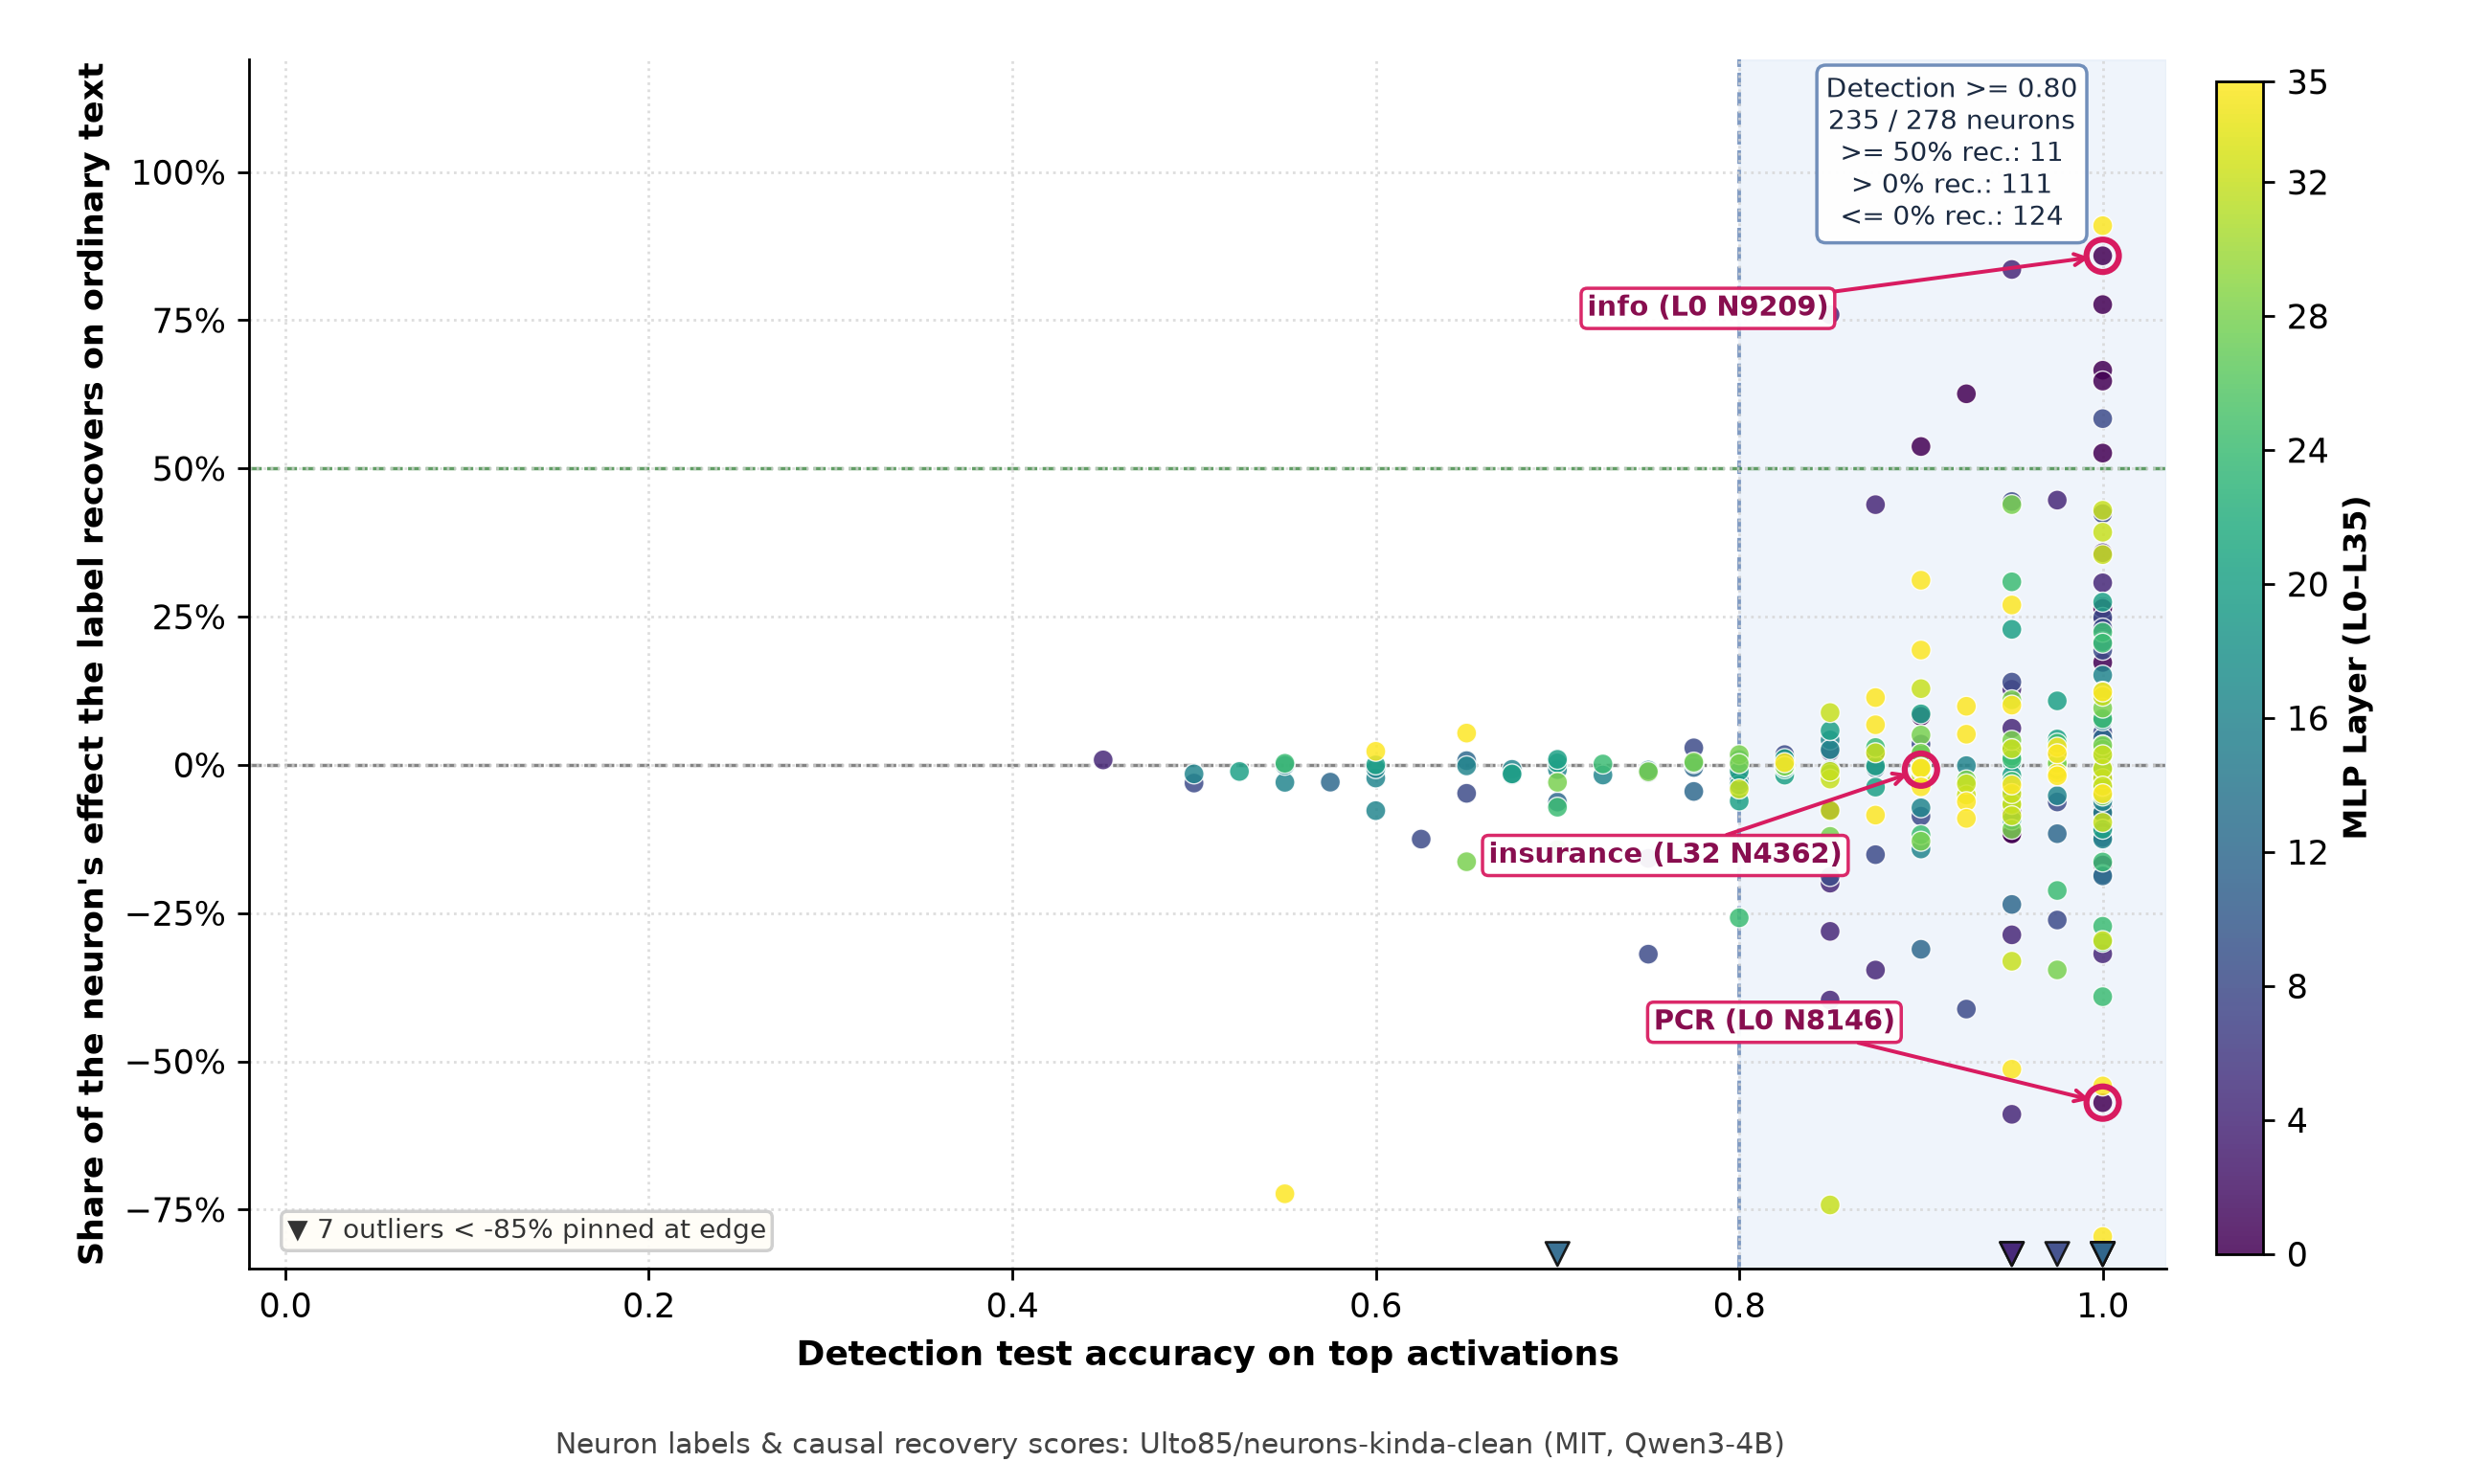 Share of the neuron's effect the label recovers on ordinary text
100%
75%
50%
25%
0%
−25%
−50%
−75%
Detection >= 0.80
235 / 278 neurons
>= 50% rec.: 11
> 0% rec.: 111
<= 0% rec.: 124
info (L0 N9209)
insurance (L32 N4362)
PCR (L0 N8146)
▼ 7 outliers < -85% pinned at edge
0.0 0.2 0.4 0.6 0.8 1.0
Detection test accuracy on top activations
35
32
28
24
20
16
12
8
4
0
MLP Layer (L0–L35)
Neuron labels & causal recovery scores: Ulto85/neurons-kinda-clean (MIT, Qwen3-4B)